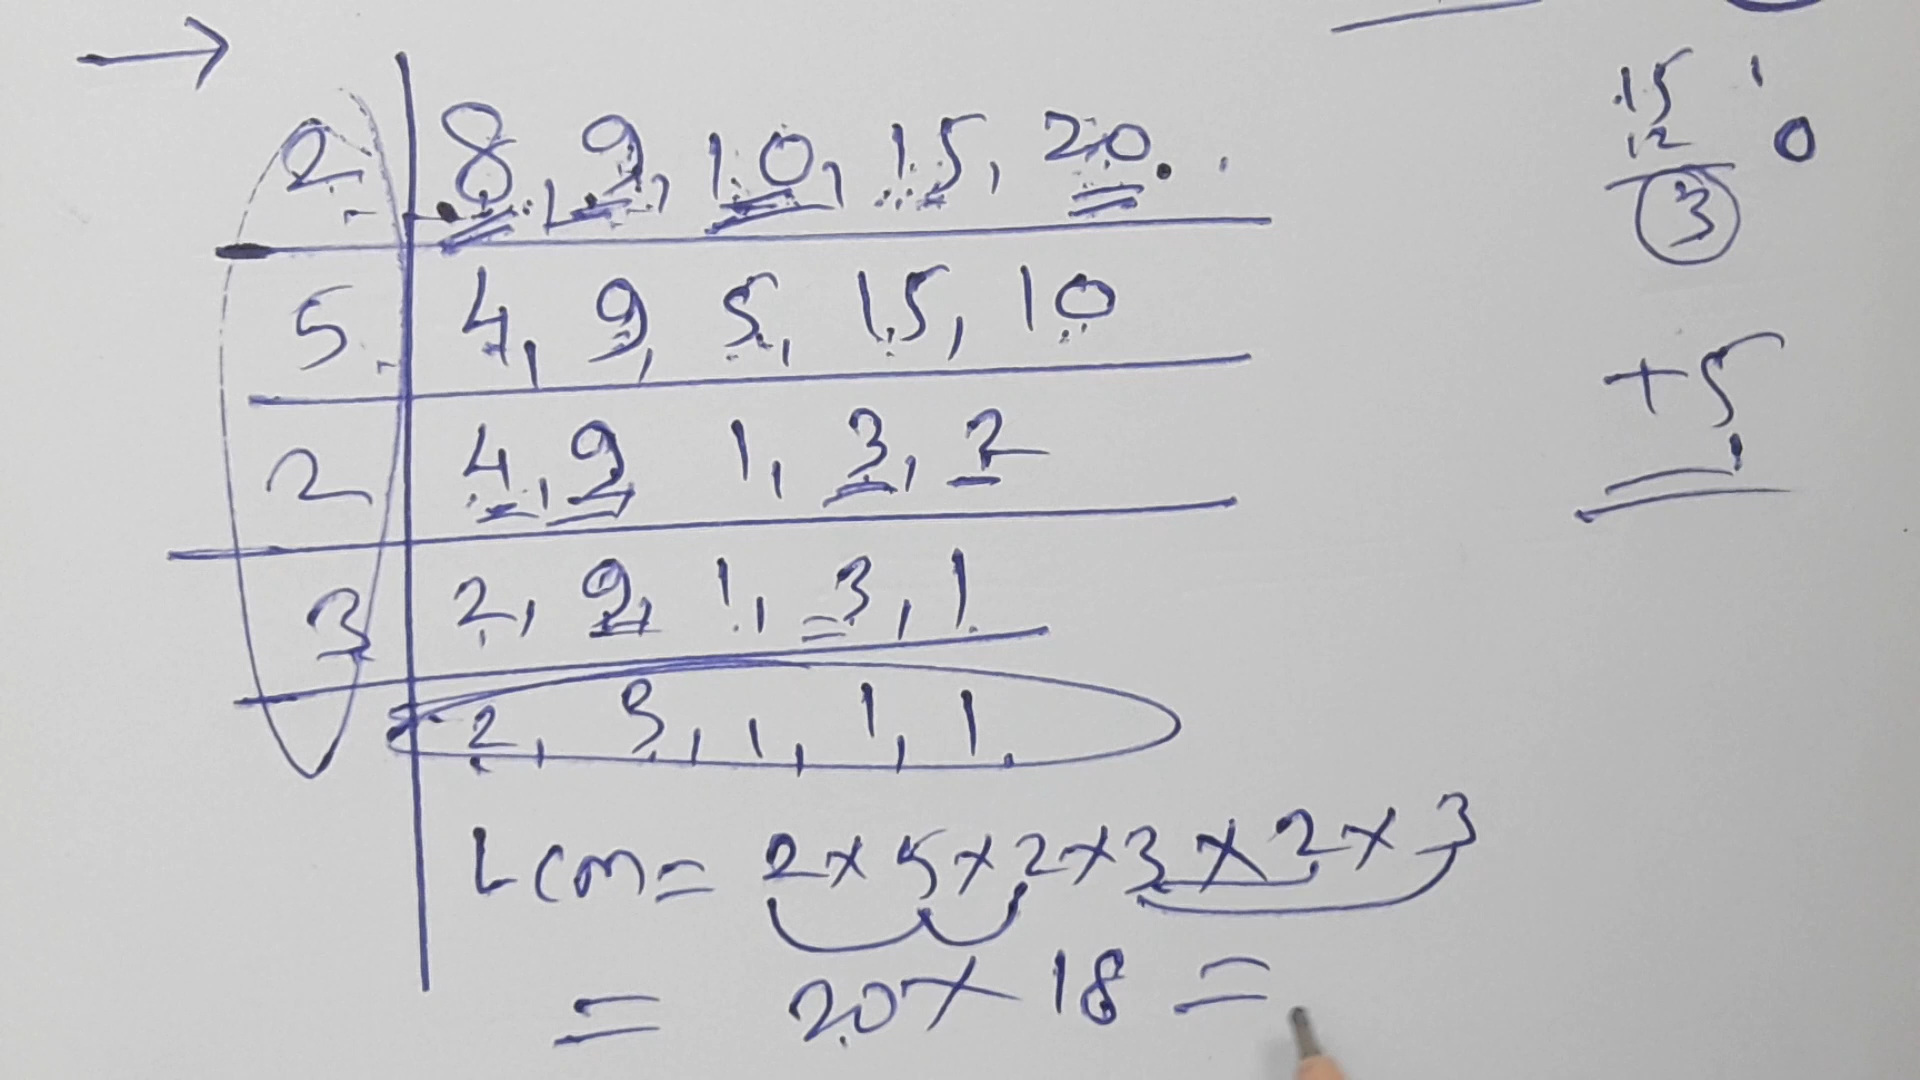 →
2 | 8, 9, 10, 15, 20.
5 | 4, 9, 5, 15, 10
2 | 4, 9 1, 3, 2
3 | 2, 9, 1, 3, 1
2, 3, 1, 1, 1.
LCM = 2 × 5 × 2 × 3 × 2 × 3
= 20 × 18 =
15
12
3
0
+5